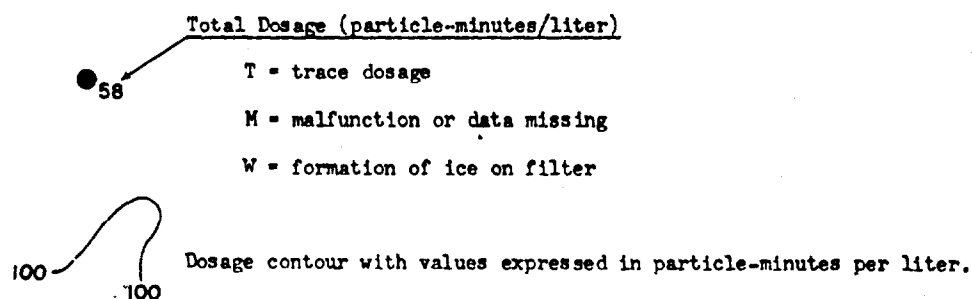 Total Dosage (particle-minutes/liter)
58
T = trace dosage
M = malfunction or data missing
W = formation of ice on filter
100
Dosage contour with values expressed in particle-minutes per liter.
100